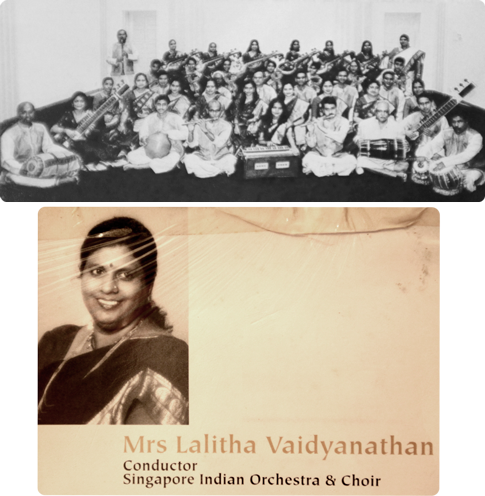 Mrs Lalitha Vaidyanathan
Conductor
Singapore Indian Orchestra & Choir